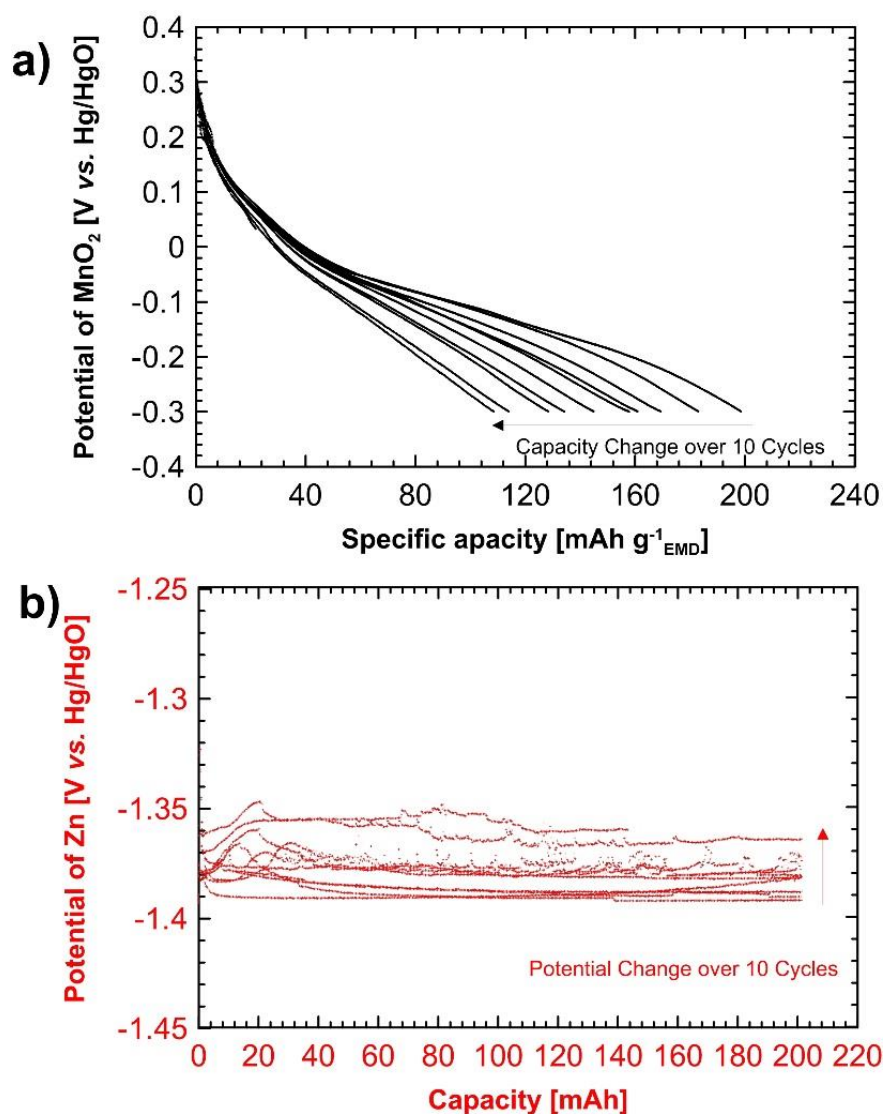 a)
Potential of MnO2 [V vs. Hg/HgO]
0.4
0.3
0.2
0.1
0
-0.1
-0.2
-0.3
-0.4
Capacity Change over 10 Cycles
0 40 80 120 160 200 240
Specific apacity [mAh g-1EMD]
b)
Potential of Zn [V vs. Hg/HgO]
-1.25
-1.3
-1.35
-1.4
-1.45
Potential Change over 10 Cycles
0 20 40 60 80 100 120 140 160 180 200 220
Capacity [mAh]